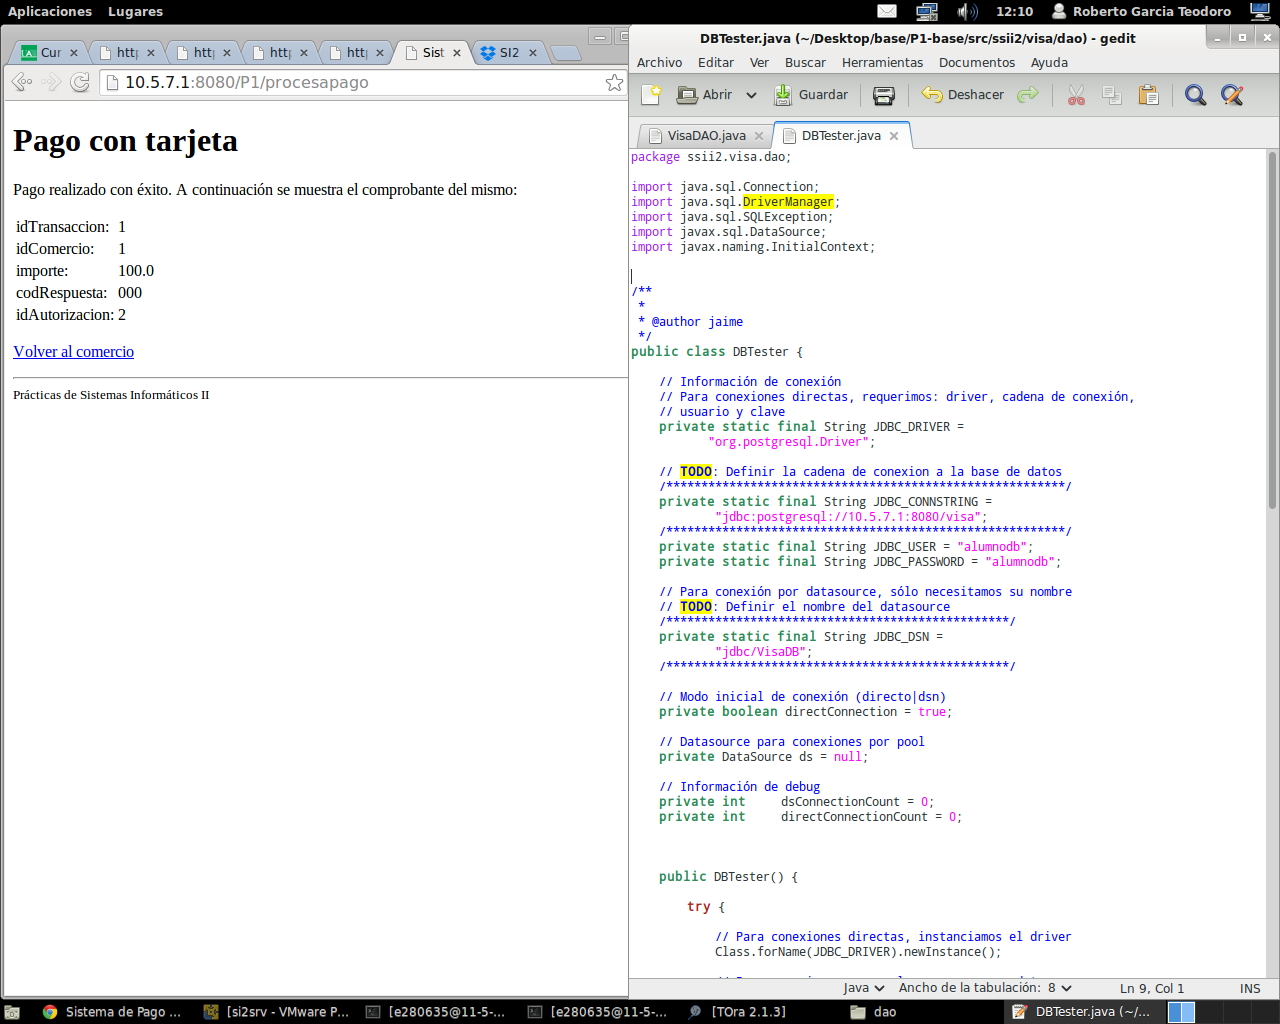 Aplicaciones Lugares 12:10 Roberto Garcia Teodoro
Cur http http http http Sist SI2
10.5.7.1:8080/P1/procesapago
Pago con tarjeta
Pago realizado con éxito. A continuación se muestra el comprobante del mismo:
idTransaccion: 1
idComercio: 1
importe: 100.0
codRespuesta: 000
idAutorizacion: 2
Volver al comercio
Prácticas de Sistemas Informáticos II
DBTester.java (~/Desktop/base/P1-base/src/ssii2/visa/dao) - gedit
Archivo Editar Ver Buscar Herramientas Documentos Ayuda
Abrir Guardar Deshacer
VisaDAO.java DBTester.java
package ssii2.visa.dao;
import java.sql.Connection;
import java.sql.DriverManager;
import java.sql.SQLException;
import javax.sql.DataSource;
import javax.naming.InitialContext;
/**
*
* @author jaime
*/
public class DBTester {
// Información de conexión
// Para conexiones directas, requerimos: driver, cadena de conexión,
// usuario y clave
private static final String JDBC_DRIVER =
"org.postgresql.Driver";
// TODO: Definir la cadena de conexion a la base de datos
/*********************************************************/
private static final String JDBC_CONNSTRING =
"jdbc:postgresql://10.5.7.1:8080/visa";
/*********************************************************/
private static final String JDBC_USER = "alumnodb";
private static final String JDBC_PASSWORD = "alumnodb";
// Para conexión por datasource, sólo necesitamos su nombre
// TODO: Definir el nombre del datasource
/*************************************************/
private static final String JDBC_DSN =
"jdbc/VisaDB";
/*************************************************/
// Modo inicial de conexión (directo|dsn)
private boolean directConnection = true;
// Datasource para conexiones por pool
private DataSource ds = null;
// Información de debug
private int dsConnectionCount = 0;
private int directConnectionCount = 0;
public DBTester() {
try {
// Para conexiones directas, instanciamos el driver
Class.forName(JDBC_DRIVER).newInstance();
Java Ancho de la tabulación: 8 Ln 9, Col 1 INS
Sistema de Pago ... [si2srv - VMware P... [e280635@11-5-... [e280635@11-5-... [TOra 2.1.3] dao DBTester.java (~/...